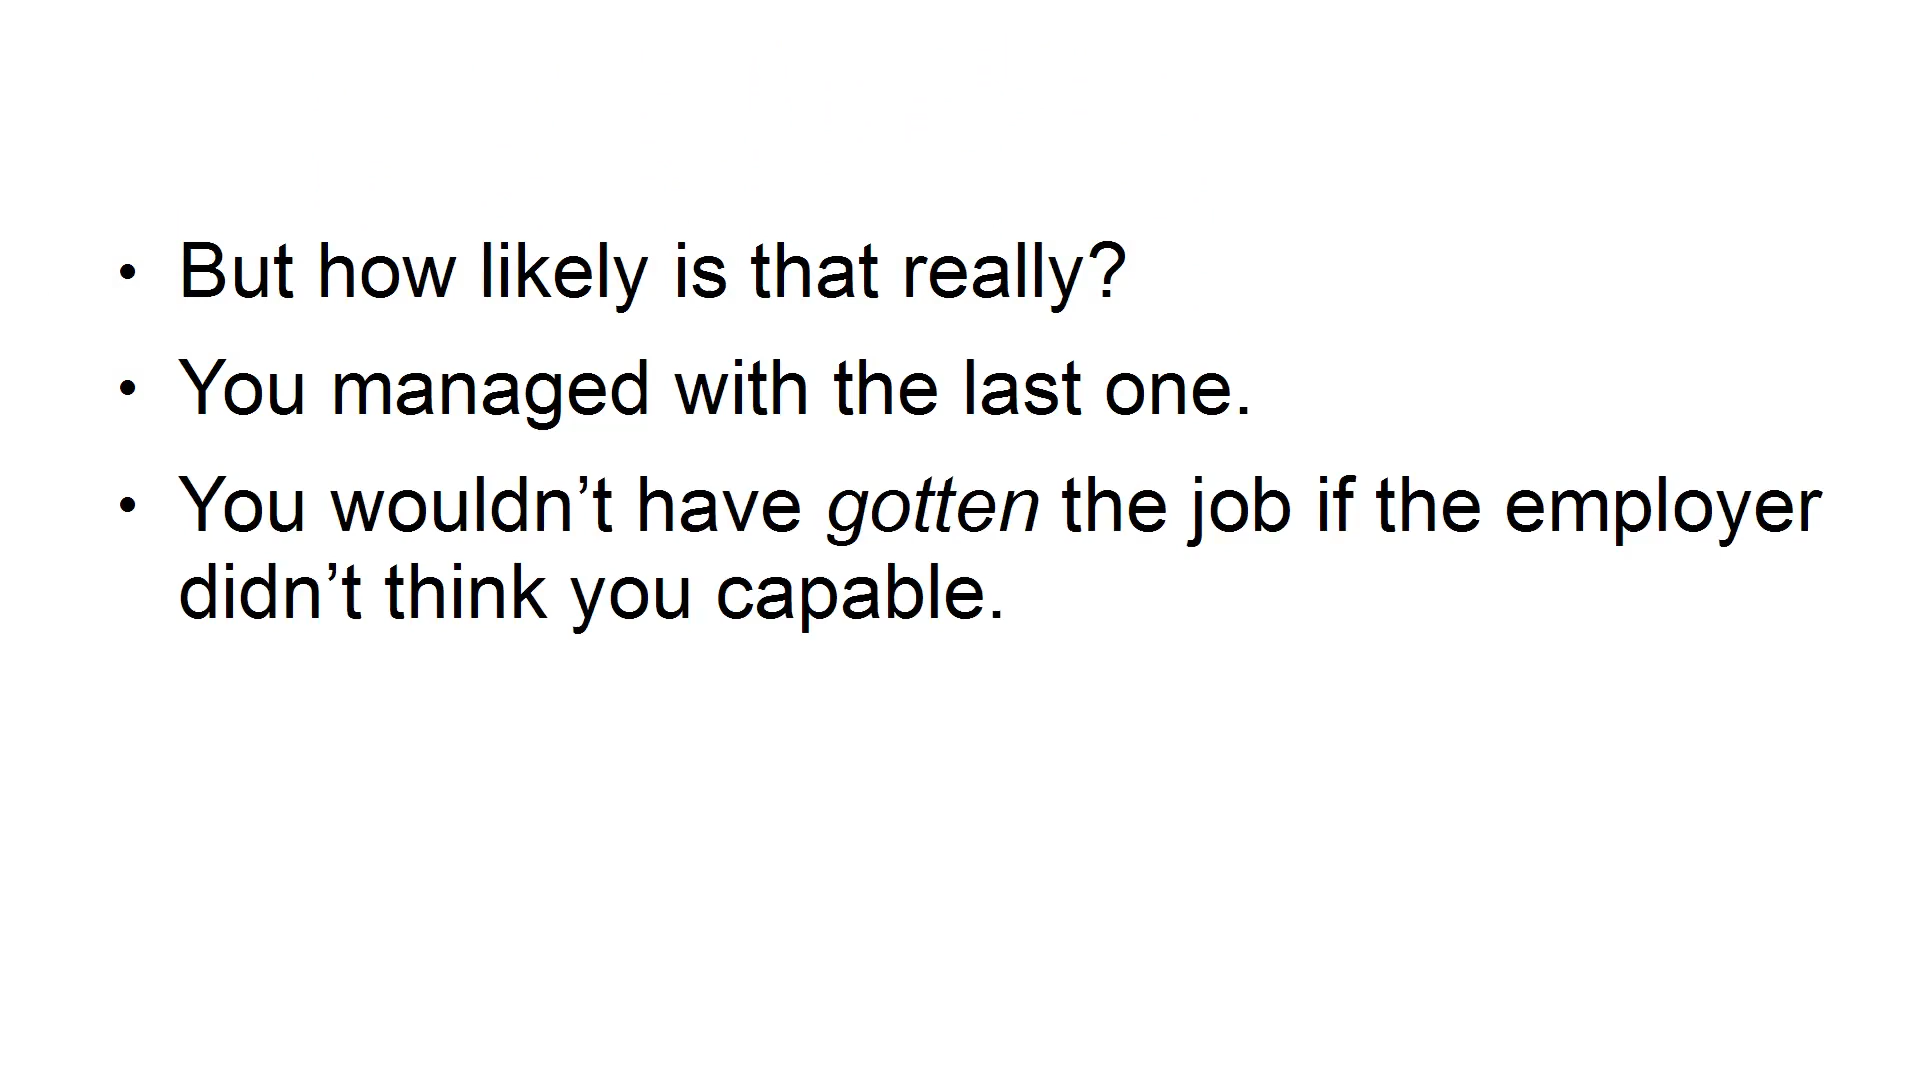 • But how likely is that really?
• You managed with the last one.
• You wouldn’t have gotten the job if the employer
didn’t think you capable.